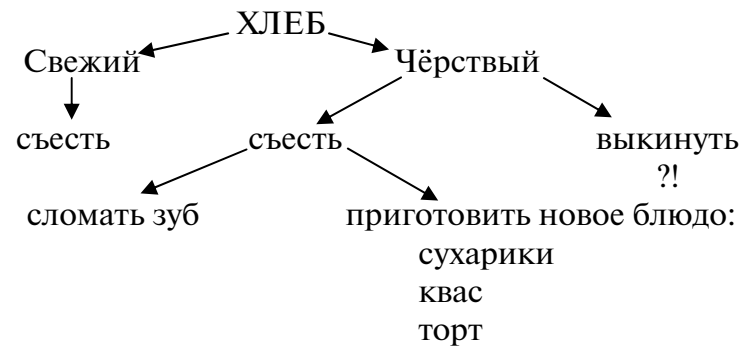 ХЛЕБ
Свежий Чёрствый
съесть съесть выкинуть
?!
сломать зуб приготовить новое блюдо:
сухарики
квас
торт